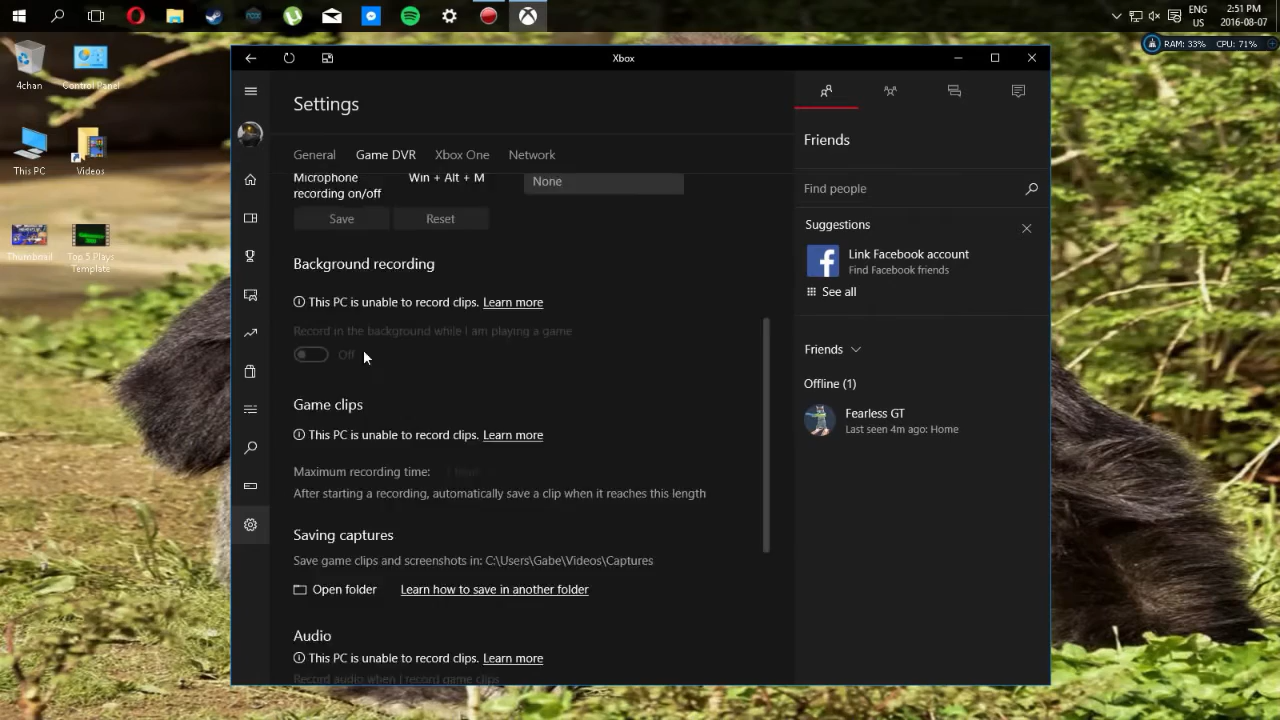 ENG
US
2:51 PM
2016-08-07
RAM: 33% CPU: 71%
4chan
Control Panel
This PC
Videos
Thumbnail
Top 5 Plays
Template
Xbox
Settings
General
Game DVR
Xbox One
Network
Microphone
recording on/off
Win + Alt + M
None
Save
Reset
Background recording
This PC is unable to record clips. Learn more
Record in the background while I am playing a game
Off
Game clips
This PC is unable to record clips. Learn more
Maximum recording time: 1 hour
After starting a recording, automatically save a clip when it reaches this length
Saving captures
Save game clips and screenshots in: C:\Users\Gabe\Videos\Captures
Open folder
Learn how to save in another folder
Audio
This PC is unable to record clips. Learn more
Record audio when I record game clips
Friends
Find people
Suggestions
Link Facebook account
Find Facebook friends
See all
Friends
Offline (1)
Fearless GT
Last seen 4m ago: Home